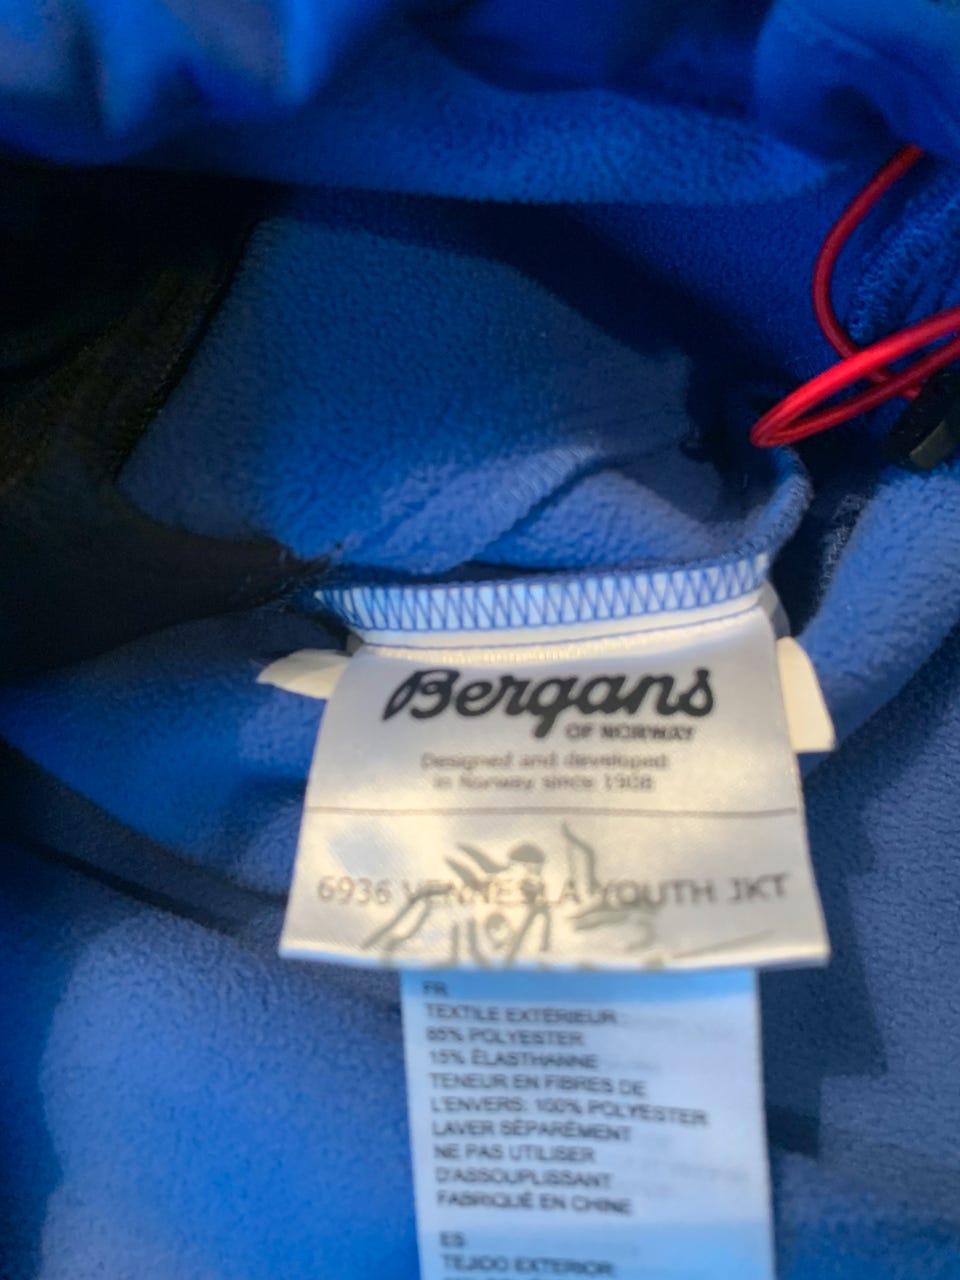 Bergans
OF NORWAY
Designed and developed
in Norway since 1908
6936 VENNESLA YOUTH JKT
FR
TEXTILE EXTÉRIEUR:
85% POLYESTER
15% ÉLASTHANNE
TENEUR EN FIBRES DE
L'ENVERS: 100% POLYESTER
LAVER SÉPARÉMENT
NE PAS UTILISER
D'ASSOUPLISSANT
FABRIQUÉ EN CHINE
ES
TEJIDO EXTERIOR: